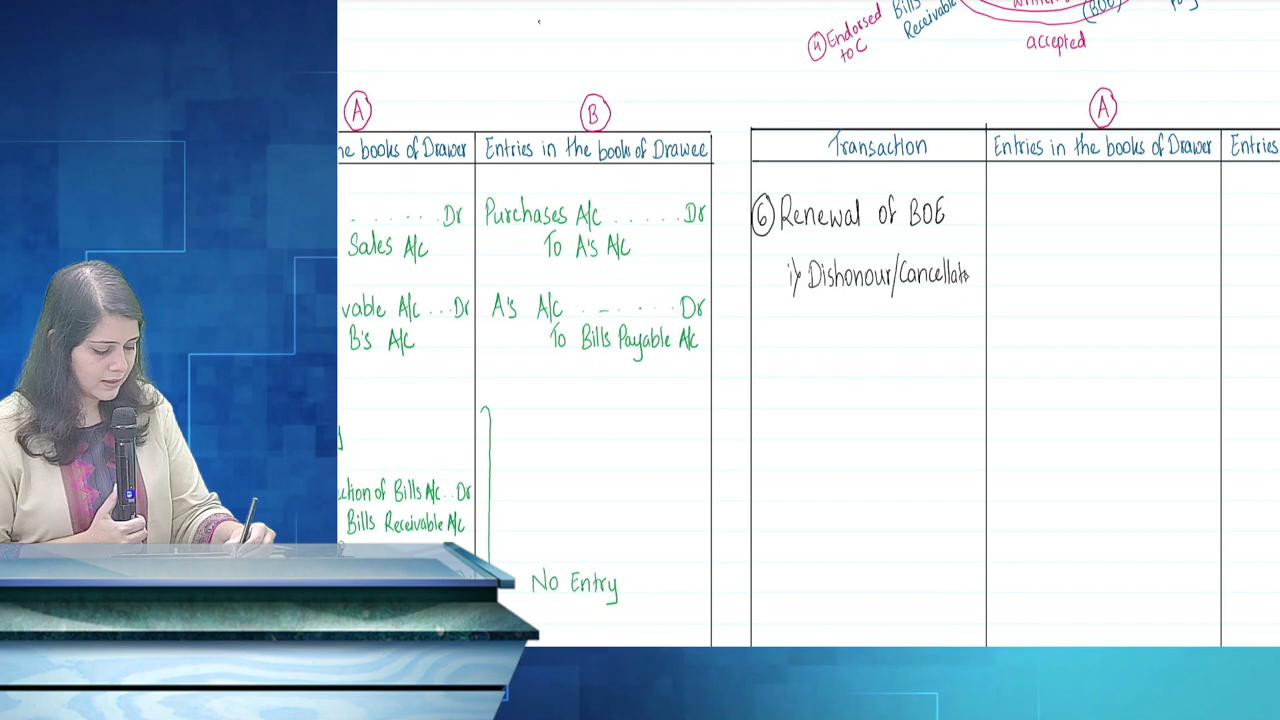 ④ Endorsed
to C
Bills
Receivable
(BOE)
accepted
A
B
he books of Drawer
Entries in the books of Drawee
. . . . . . . Dr
Sales A/c
Purchases A/c . . . . . . Dr
To A's A/c
vable A/c ... Dr
B's A/c
A's A/c . - . . . . Dr
To Bills Payable A/c
ction of Bills A/c .. Dr
Bills Receivable A/c
No Entry
A
Transaction
Entries in the books of Drawer
Entries
⑥ Renewal of BOE
i) Dishonour/Cancellat